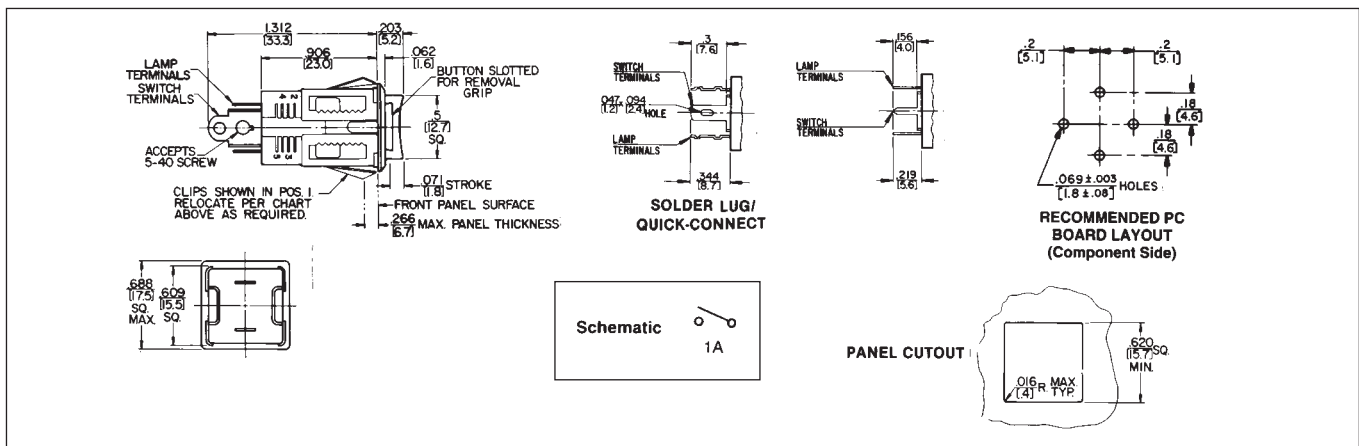 1.312
[33.3]
.203
[5.2]
.906
[23.0]
.062
[1.6]
LAMP
TERMINALS
SWITCH
TERMINALS
BUTTON SLOTTED
FOR REMOVAL
GRIP
.5
[12.7]
SQ.
ACCEPTS
5-40 SCREW
CLIPS SHOWN IN POS. 1.
RELOCATE PER CHART
ABOVE AS REQUIRED.
.071
[1.8] STROKE
FRONT PANEL SURFACE
.266
[6.7] MAX. PANEL THICKNESS
.3
[7.6]
SWITCH
TERMINALS
.047 x .094
[1.2] [2.4] HOLE
LAMP
TERMINALS
.344
[8.7]
SOLDER LUG/
QUICK-CONNECT
.156
[4.0]
LAMP
TERMINALS
SWITCH
TERMINALS
.219
[5.6]
.2
[5.1]
.2
[5.1]
.18
[4.6]
.18
[4.6]
.069 ±.003
[1.8 ±.08] HOLES
RECOMMENDED PC
BOARD LAYOUT
(Component Side)
.688
[17.5]
SQ.
MAX.
.609
[15.5]
SQ.
Schematic
1A
PANEL CUTOUT
.620
[15.7] SQ.
MIN.
.016
[.4] R. MAX.
TYP.